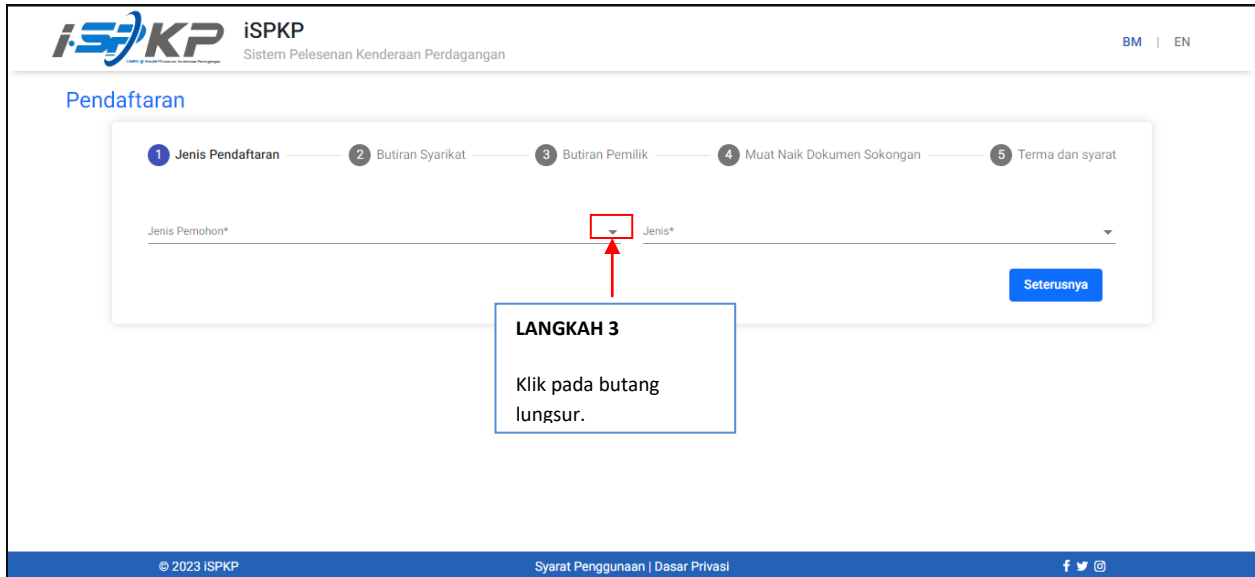 i-SPKP
iSPKP
Sistem Pelesenan Kenderaan Perdagangan
BM | EN
Pendaftaran
1 Jenis Pendaftaran 2 Butiran Syarikat 3 Butiran Pemilik 4 Muat Naik Dokumen Sokongan 5 Terma dan syarat
Jenis Pemohon* Jenis*
Seterusnya
LANGKAH 3
Klik pada butang
lungsur.
© 2023 iSPKP Syarat Penggunaan | Dasar Privasi